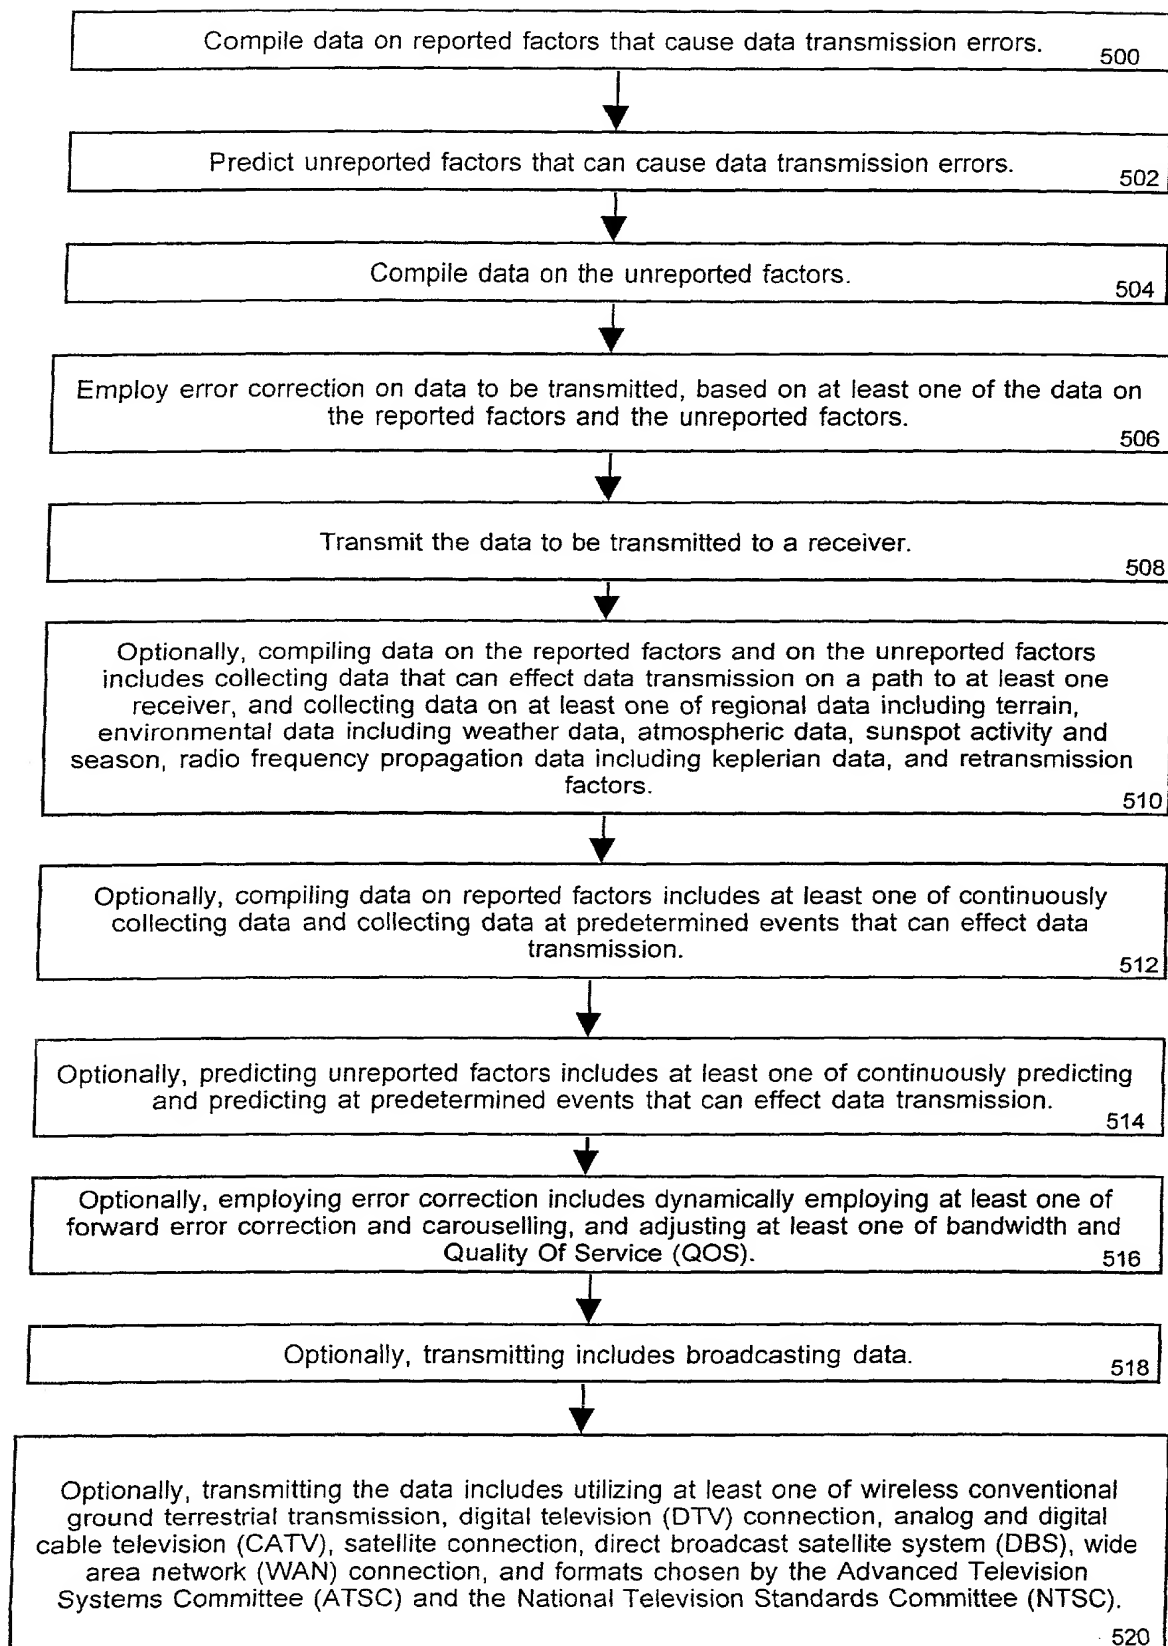 Compile data on reported factors that cause data transmission errors.
500
Predict unreported factors that can cause data transmission errors.
502
Compile data on the unreported factors.
504
Employ error correction on data to be transmitted, based on at least one of the data on
the reported factors and the unreported factors.
506
Transmit the data to be transmitted to a receiver.
508
Optionally, compiling data on the reported factors and on the unreported factors
includes collecting data that can effect data transmission on a path to at least one
receiver, and collecting data on at least one of regional data including terrain,
environmental data including weather data, atmospheric data, sunspot activity and
season, radio frequency propagation data including keplerian data, and retransmission
factors.
510
Optionally, compiling data on reported factors includes at least one of continuously
collecting data and collecting data at predetermined events that can effect data
transmission.
512
Optionally, predicting unreported factors includes at least one of continuously predicting
and predicting at predetermined events that can effect data transmission.
514
Optionally, employing error correction includes dynamically employing at least one of
forward error correction and carouselling, and adjusting at least one of bandwidth and
Quality Of Service (QOS).
516
Optionally, transmitting includes broadcasting data.
518
Optionally, transmitting the data includes utilizing at least one of wireless conventional
ground terrestrial transmission, digital television (DTV) connection, analog and digital
cable television (CATV), satellite connection, direct broadcast satellite system (DBS), wide
area network (WAN) connection, and formats chosen by the Advanced Television
Systems Committee (ATSC) and the National Television Standards Committee (NTSC).
520